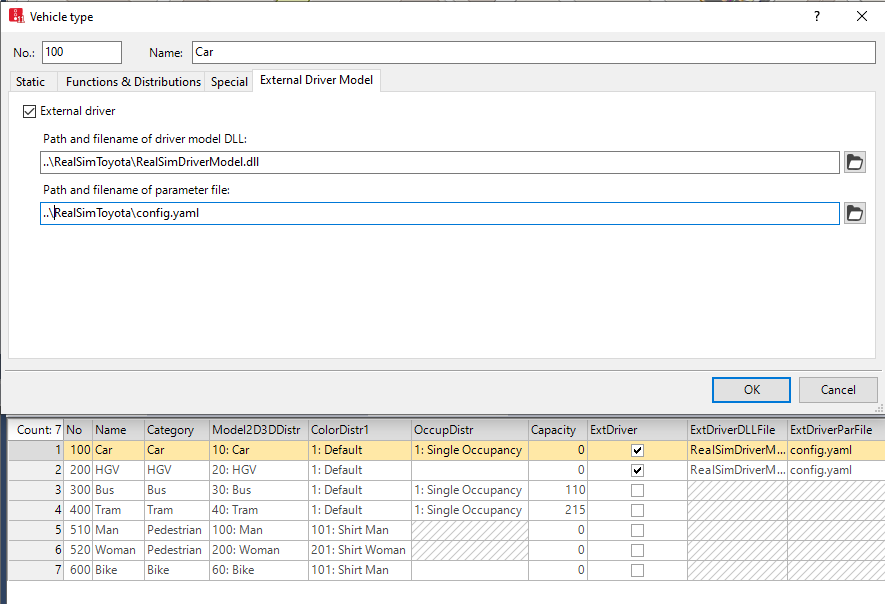 Vehicle type
?
No.: 100 Name: Car
Static Functions & Distributions Special External Driver Model
External driver
Path and filename of driver model DLL:
..\RealSimToyota\RealSimDriverModel.dll
Path and filename of parameter file:
..\RealSimToyota\config.yaml
OK Cancel
Count: 7 No Name Category Model2D3DDistr ColorDistr1 OccupDistr Capacity ExtDriver ExtDriverDLLFile ExtDriverParFile
1 100 Car Car 10: Car 1: Default 1: Single Occupancy 0 RealSimDriverM... config.yaml
2 200 HGV HGV 20: HGV 1: Default 0 RealSimDriverM... config.yaml
3 300 Bus Bus 30: Bus 1: Default 1: Single Occupancy 110
4 400 Tram Tram 40: Tram 1: Default 1: Single Occupancy 215
5 510 Man Pedestrian 100: Man 101: Shirt Man 0
6 520 Woman Pedestrian 200: Woman 201: Shirt Woman 0
7 600 Bike Bike 60: Bike 101: Shirt Man 0